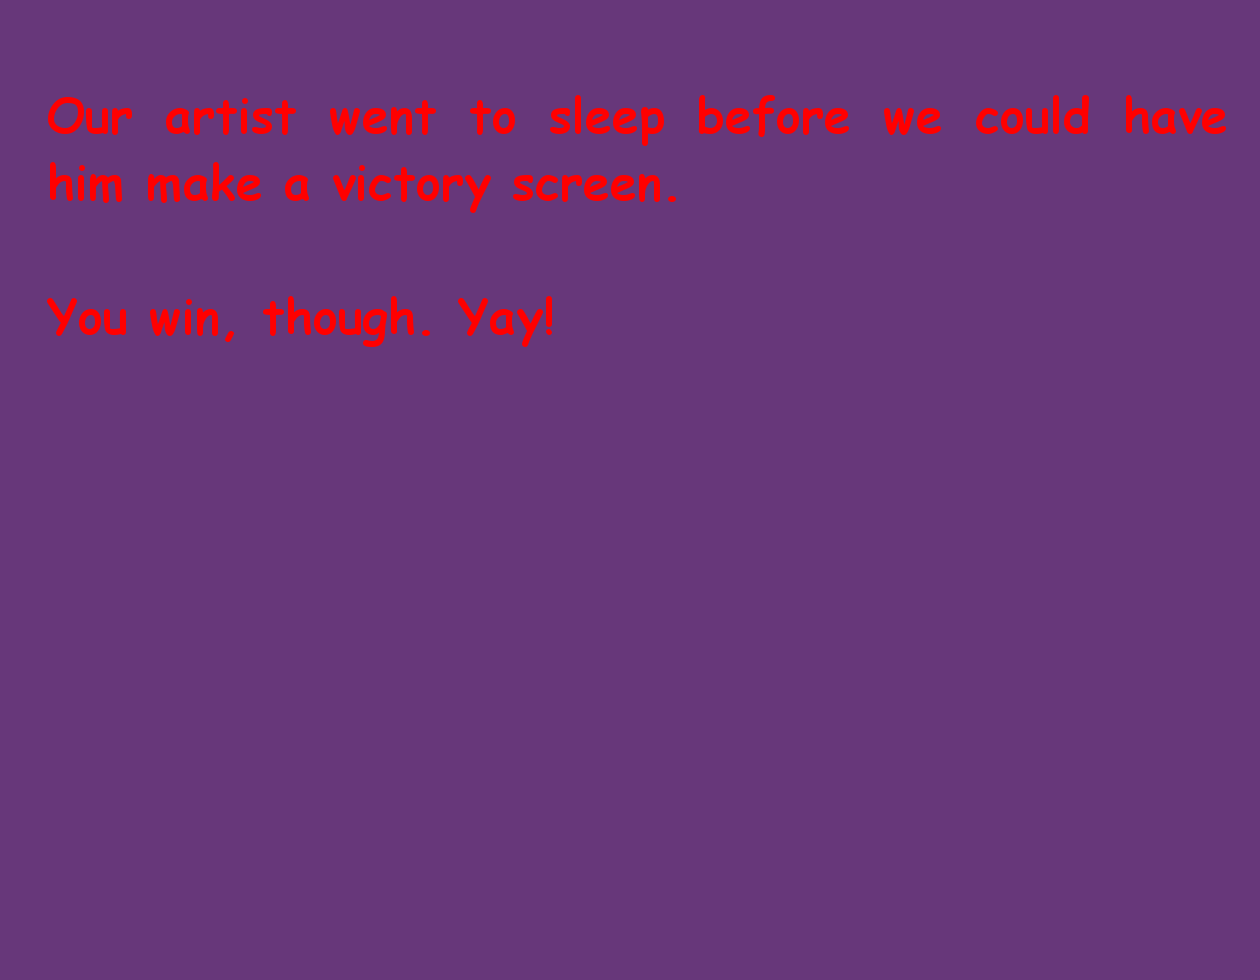 Our artist went to sleep before we could have
him make a victory screen.
You win, though. Yay!